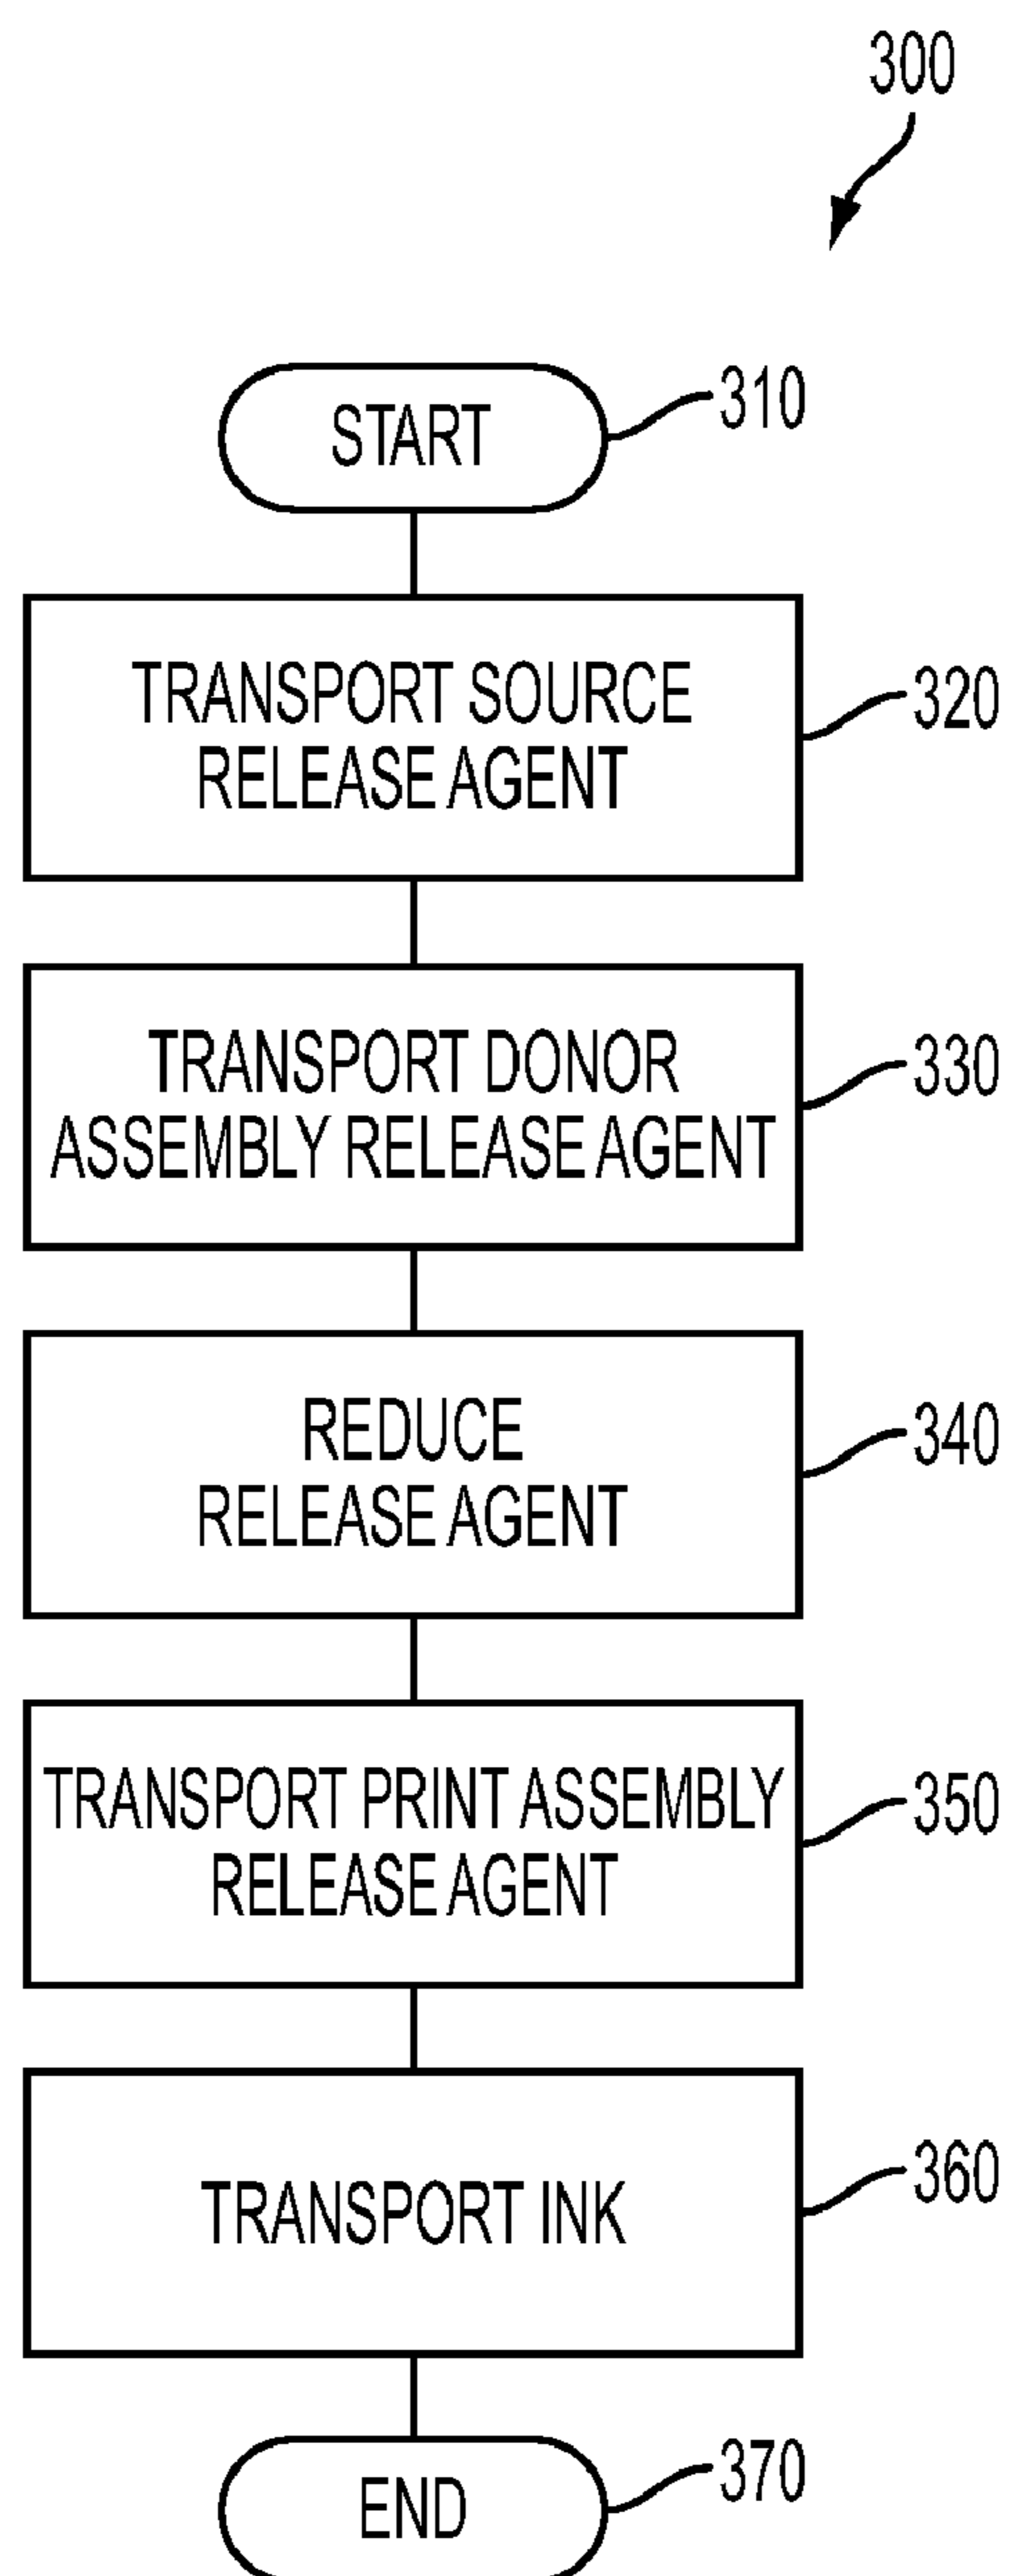 300
START
310
TRANSPORT SOURCE
RELEASE AGENT
320
TRANSPORT DONOR
ASSEMBLY RELEASE AGENT
330
REDUCE
RELEASE AGENT
340
TRANSPORT PRINT ASSEMBLY
RELEASE AGENT
350
TRANSPORT INK
360
END
370